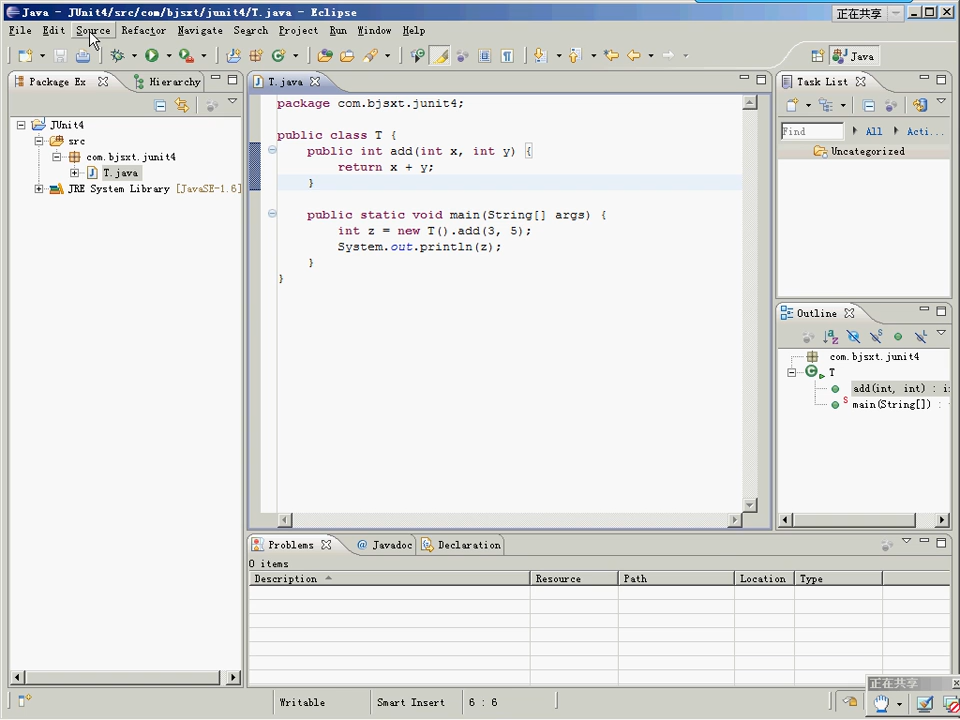 Java - JUnit4/src/com/bjsxt/junit4/T.java - Eclipse
正在共享
File Edit Source Refactor Navigate Search Project Run Window Help
Java
Package Ex
Hierarchy
JUnit4
src
com.bjsxt.junit4
T.java
JRE System Library [JavaSE-1.6]
T.java
package com.bjsxt.junit4;
public class T {
public int add(int x, int y) {
return x + y;
}
public static void main(String[] args) {
int z = new T().add(3, 5);
System.out.println(z);
}
}
Task List
Find
All
Acti...
Uncategorized
Outline
com.bjsxt.junit4
T
add(int, int) :
main(String[]) :
Problems
@ Javadoc
Declaration
0 items
Description Resource Path Location Type
Writable Smart Insert 6 : 6
正在共享